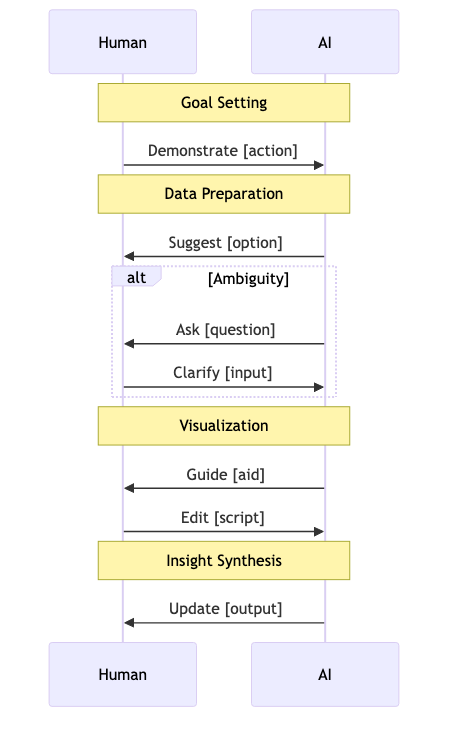 Human
AI
Goal Setting
Demonstrate [action]
Data Preparation
Suggest [option]
alt
[Ambiguity]
Ask [question]
Clarify [input]
Visualization
Guide [aid]
Edit [script]
Insight Synthesis
Update [output]
Human
AI